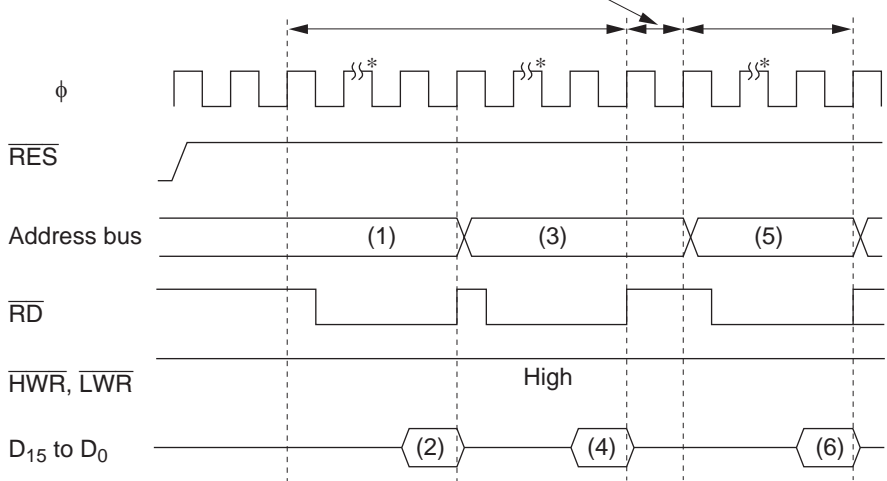 * * *
φ
RES
Address bus (1) (3) (5)
RD
HWR, LWR High
D15 to D0 (2) (4) (6)